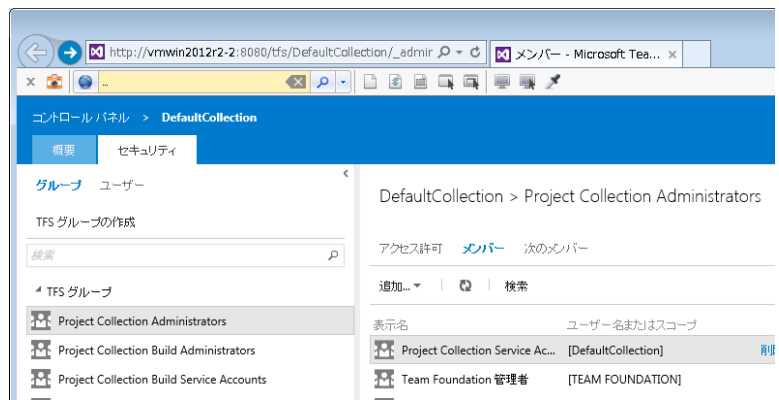 http://vmwin2012r2-2:8080/tfs/DefaultCollection/_admir
メンバー - Microsoft Tea...
コントロール パネル > DefaultCollection
概要 セキュリティ
グループ ユーザー
TFS グループの作成
検索
TFS グループ
Project Collection Administrators
Project Collection Build Administrators
Project Collection Build Service Accounts
DefaultCollection > Project Collection Administrators
アクセス許可 メンバー 次のメンバー
追加... 検索
表示名 ユーザー名またはスコープ
Project Collection Service Ac... [DefaultCollection]
Team Foundation 管理者 [TEAM FOUNDATION]